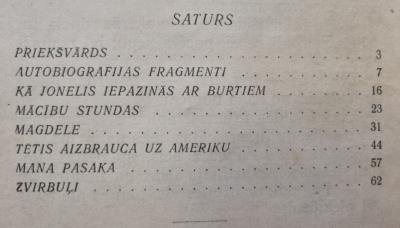 SATURS
PRIEKŠVĀRDS . . . . . . . . . . . . . . . 3
AUTOBIOGRAFIJAS FRAGMENTI . . . . . . . . 7
KĀ JONELIS IEPAZINĀS AR BURTIEM . . . . . 16
MĀCĪBU STUNDAS . . . . . . . . . . . . . 23
MAGDELE . . . . . . . . . . . . . . . . . 31
TĒTIS AIZBRAUCA UZ AMERIKU . . . . . . . 44
MANA PASAKA . . . . . . . . . . . . . . . 57
ZVIRBUĻI . . . . . . . . . . . . . . . . 62